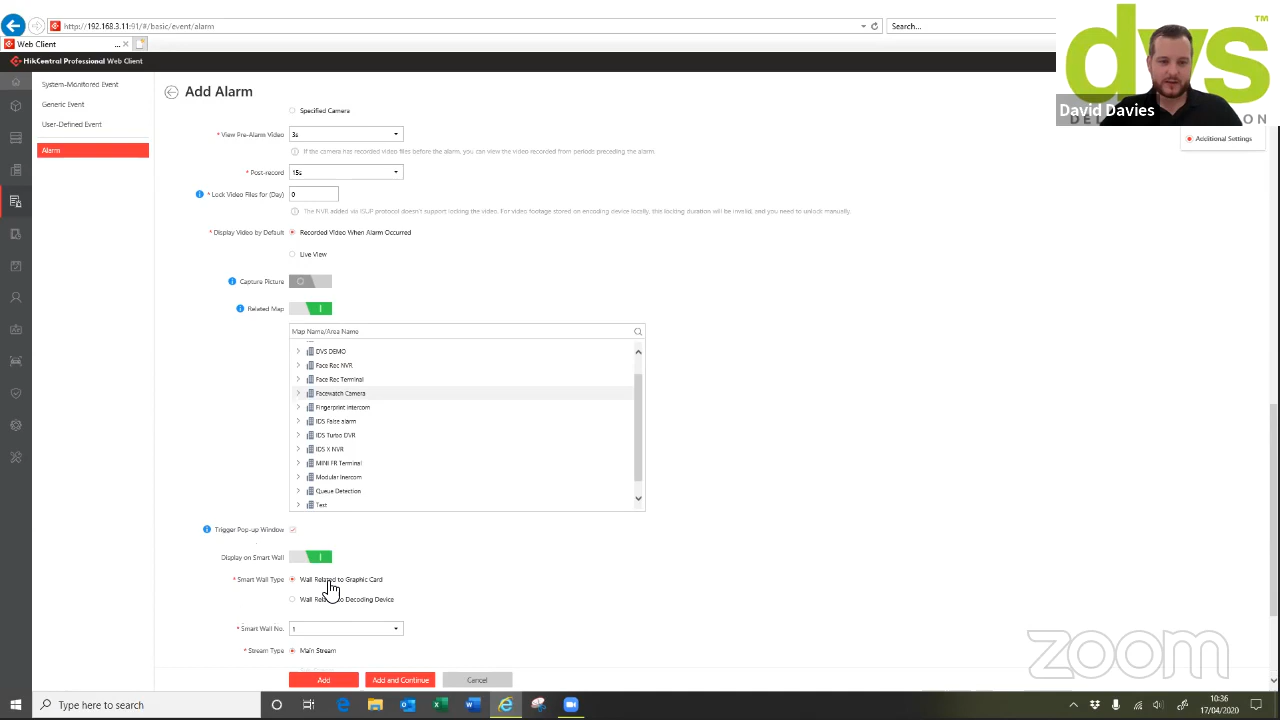 http://192.168.3.11:91/#/basic/event/alarm
Search...
Web Client
...
HikCentral Professional Web Client
dvs
TM
David Davies
System-Monitored Event
Generic Event
User-Defined Event
Alarm
Add Alarm
Additional Settings
Specified Camera
* View Pre-Alarm Video 3s
If the camera has recorded video files before the alarm, you can view the video recorded from periods preceding the alarm.
* Post-record 15s
* Lock Video Files for (Day) 0
The NVR added via ISUP protocol doesn't support locking the video. For video footage stored on encoding device locally, this locking duration will be invalid, and you need to unlock manually.
* Display Video by Default Recorded Video When Alarm Occurred
Live View
Capture Picture
Related Map
Map Name/Area Name
DVS DEMO
Face Rec NVR
Face Rec Terminal
Facewatch Camera
Fingerprint intercom
IDS False alarm
IDS Turbo DVR
IDS X NVR
MINI FR Terminal
Modular Inercom
Queue Detection
Text
Trigger Pop-up Window
Display on Smart Wall
* Smart Wall Type Wall Related to Graphic Card
Wall Related to Decoding Device
* Smart Wall No. 1
* Stream Type Main Stream
Add
Add and Continue
Cancel
zoom
Type here to search
10:36
17/04/2020